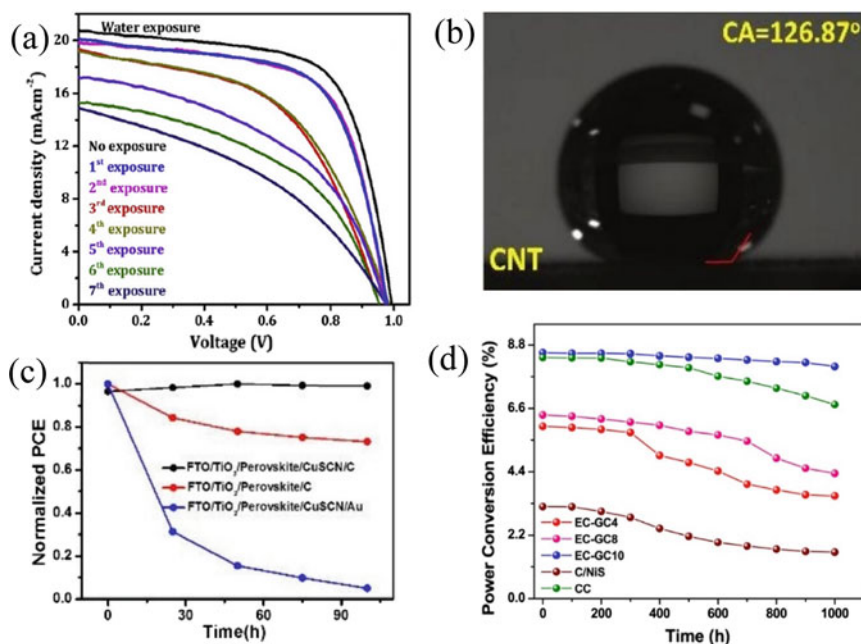 (a)
Water exposure
No exposure
1st exposure
2nd exposure
3rd exposure
4th exposure
5th exposure
6th exposure
7th exposure
20
16
12
8
4
0
0.0 0.2 0.4 0.6 0.8 1.0
Current density (mAcm-2)
Voltage (V)
(b)
CA=126.87o
CNT
(c)
1.0
0.8
0.6
0.4
0.2
0.0
FTO/TiO2/Perovskite/CuSCN/C
FTO/TiO2/Perovskite/C
FTO/TiO2/Perovskite/CuSCN/Au
0 30 60 90
Normalized PCE
Time(h)
(d)
8.8
6.6
4.4
2.2
8.8
EC-GC4
EC-GC8
EC-GC10
C/NiS
CC
0 200 400 600 800 1000
Power Conversion Efficiency (%)
Time (h)